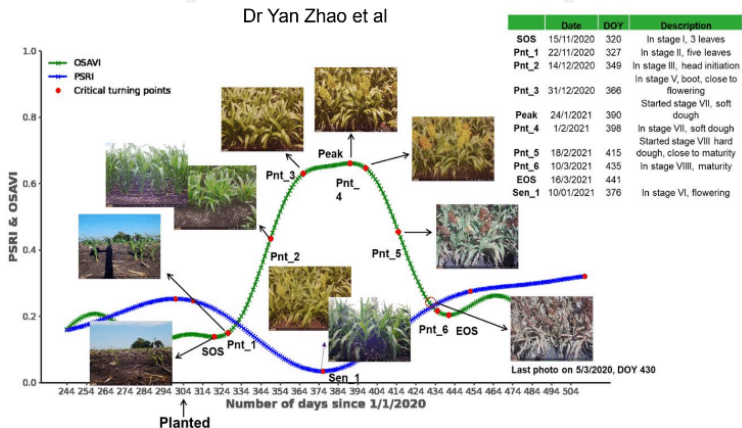 Dr Yan Zhao et al
Date DOY Description
SOS 15/11/2020 320 In stage I, 3 leaves
Pnt_1 22/11/2020 327 In stage II, five leaves
Pnt_2 14/12/2020 349 In stage III, head initiation
Pnt_3 31/12/2020 366 In stage V, boot, close to
flowering
Peak 24/1/2021 390 Started stage VII, soft
dough
Pnt_4 1/2/2021 398 In stage VII, soft dough
Pnt_5 18/2/2021 415 Started stage VIII hard
dough, close to maturity
Pnt_6 10/3/2021 435 In stage VIIII, maturity
EOS 16/3/2021 441
Sen_1 10/01/2021 376 In stage VI, flowering
OSAVI
PSRI
Critical turning points
PSRI & OSAVI
1.0
0.8
0.6
0.4
0.2
0.0
Peak
Pnt_3
Pnt_
4
Pnt_2
Pnt_5
Pnt_1
SOS
Pnt_6
EOS
Sen_1
Last photo on 5/3/2020, DOY 430
244 254 264 274 284 294 304 314 324 334 344 354 364 374 384 394 404 414 424 434 444 454 464 474 484 494 504
Number of days since 1/1/2020
Planted